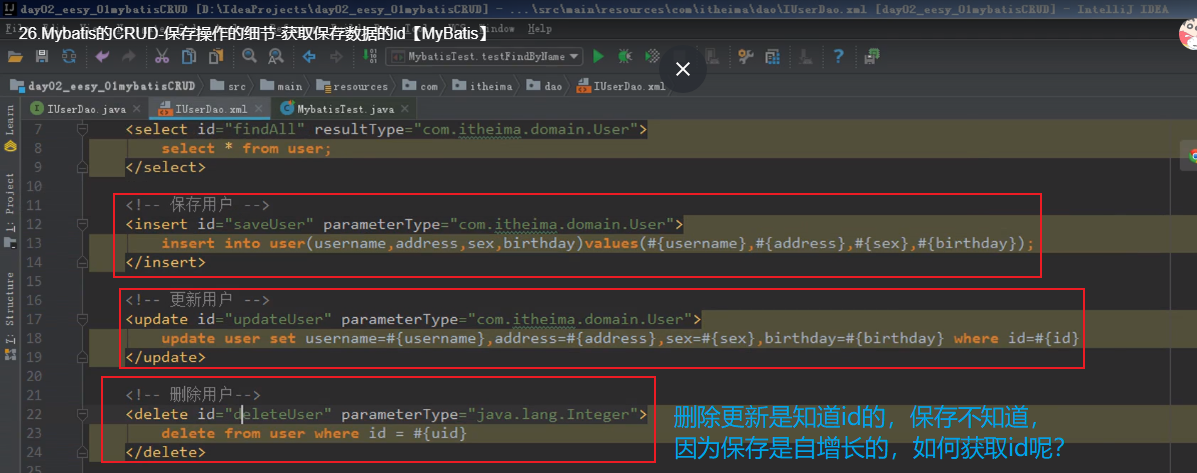 day02_eesy_01mybatisCRUD [D:\IdeaProjects\day02_eesy_01mybatisCRUD] - ...\src\main\resources\com\itheima\dao\IUserDao.xml [day02_eesy_01mybatisCRUD] - IntelliJ IDEA
26.Mybatis的CRUD-保存操作的细节-获取保存数据的id【MyBatis】
Window Help
MybatisTest.testFindByName
day02_eesy_01mybatisCRUD src main resources com itheima dao IUserDao.xml
IUserDao.java IUserDao.xml MybatisTest.java
Learn
1: Project
7: Structure
7 <select id="findAll" resultType="com.itheima.domain.User">
8 select * from user;
9 </select>
10
11 <!-- 保存用户 -->
12 <insert id="saveUser" parameterType="com.itheima.domain.User">
13 insert into user(username,address,sex,birthday)values(#{username},#{address},#{sex},#{birthday});
14 </insert>
15
16 <!-- 更新用户 -->
17 <update id="updateUser" parameterType="com.itheima.domain.User">
18 update user set username=#{username},address=#{address},sex=#{sex},birthday=#{birthday} where id=#{id}
19 </update>
20
21 <!-- 删除用户-->
22 <delete id="deleteUser" parameterType="java.lang.Integer">
23 delete from user where id = #{uid}
24 </delete>
25
删除更新是知道id的，保存不知道，
因为保存是自增长的，如何获取id呢？